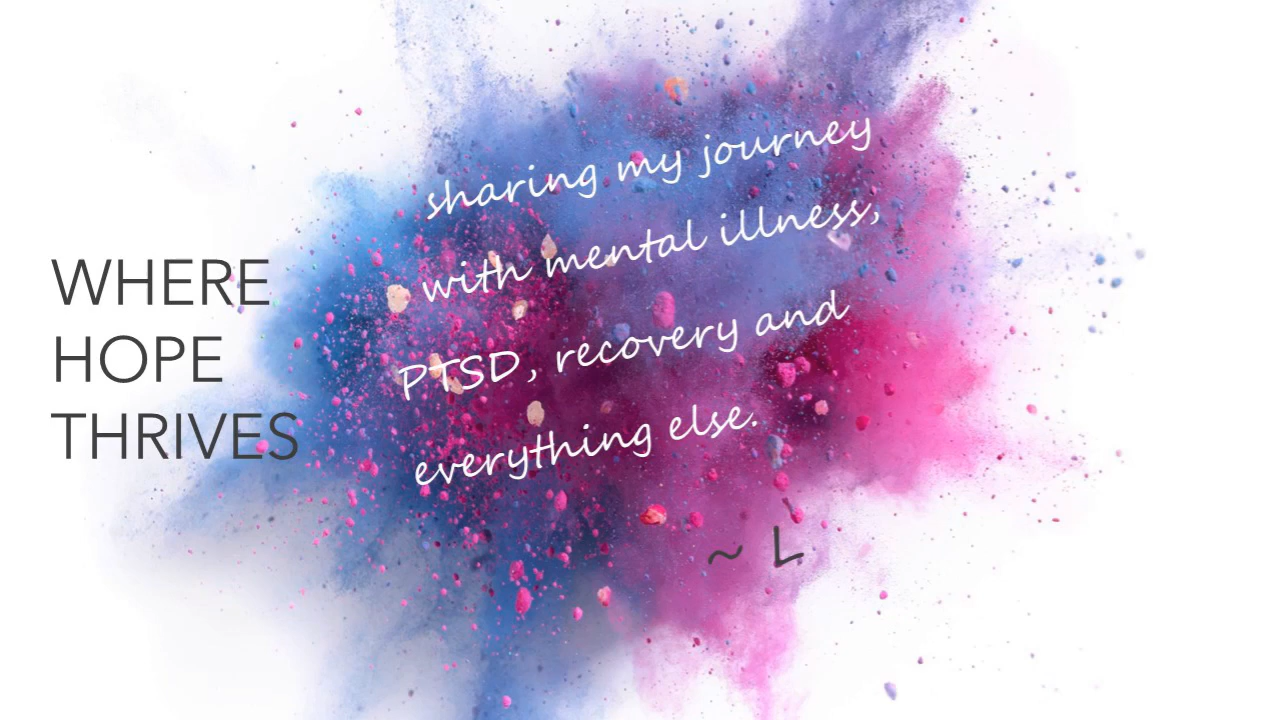 WHERE
HOPE
THRIVES
sharing my journey
with mental illness,
PTSD, recovery and
everything else.
~ L